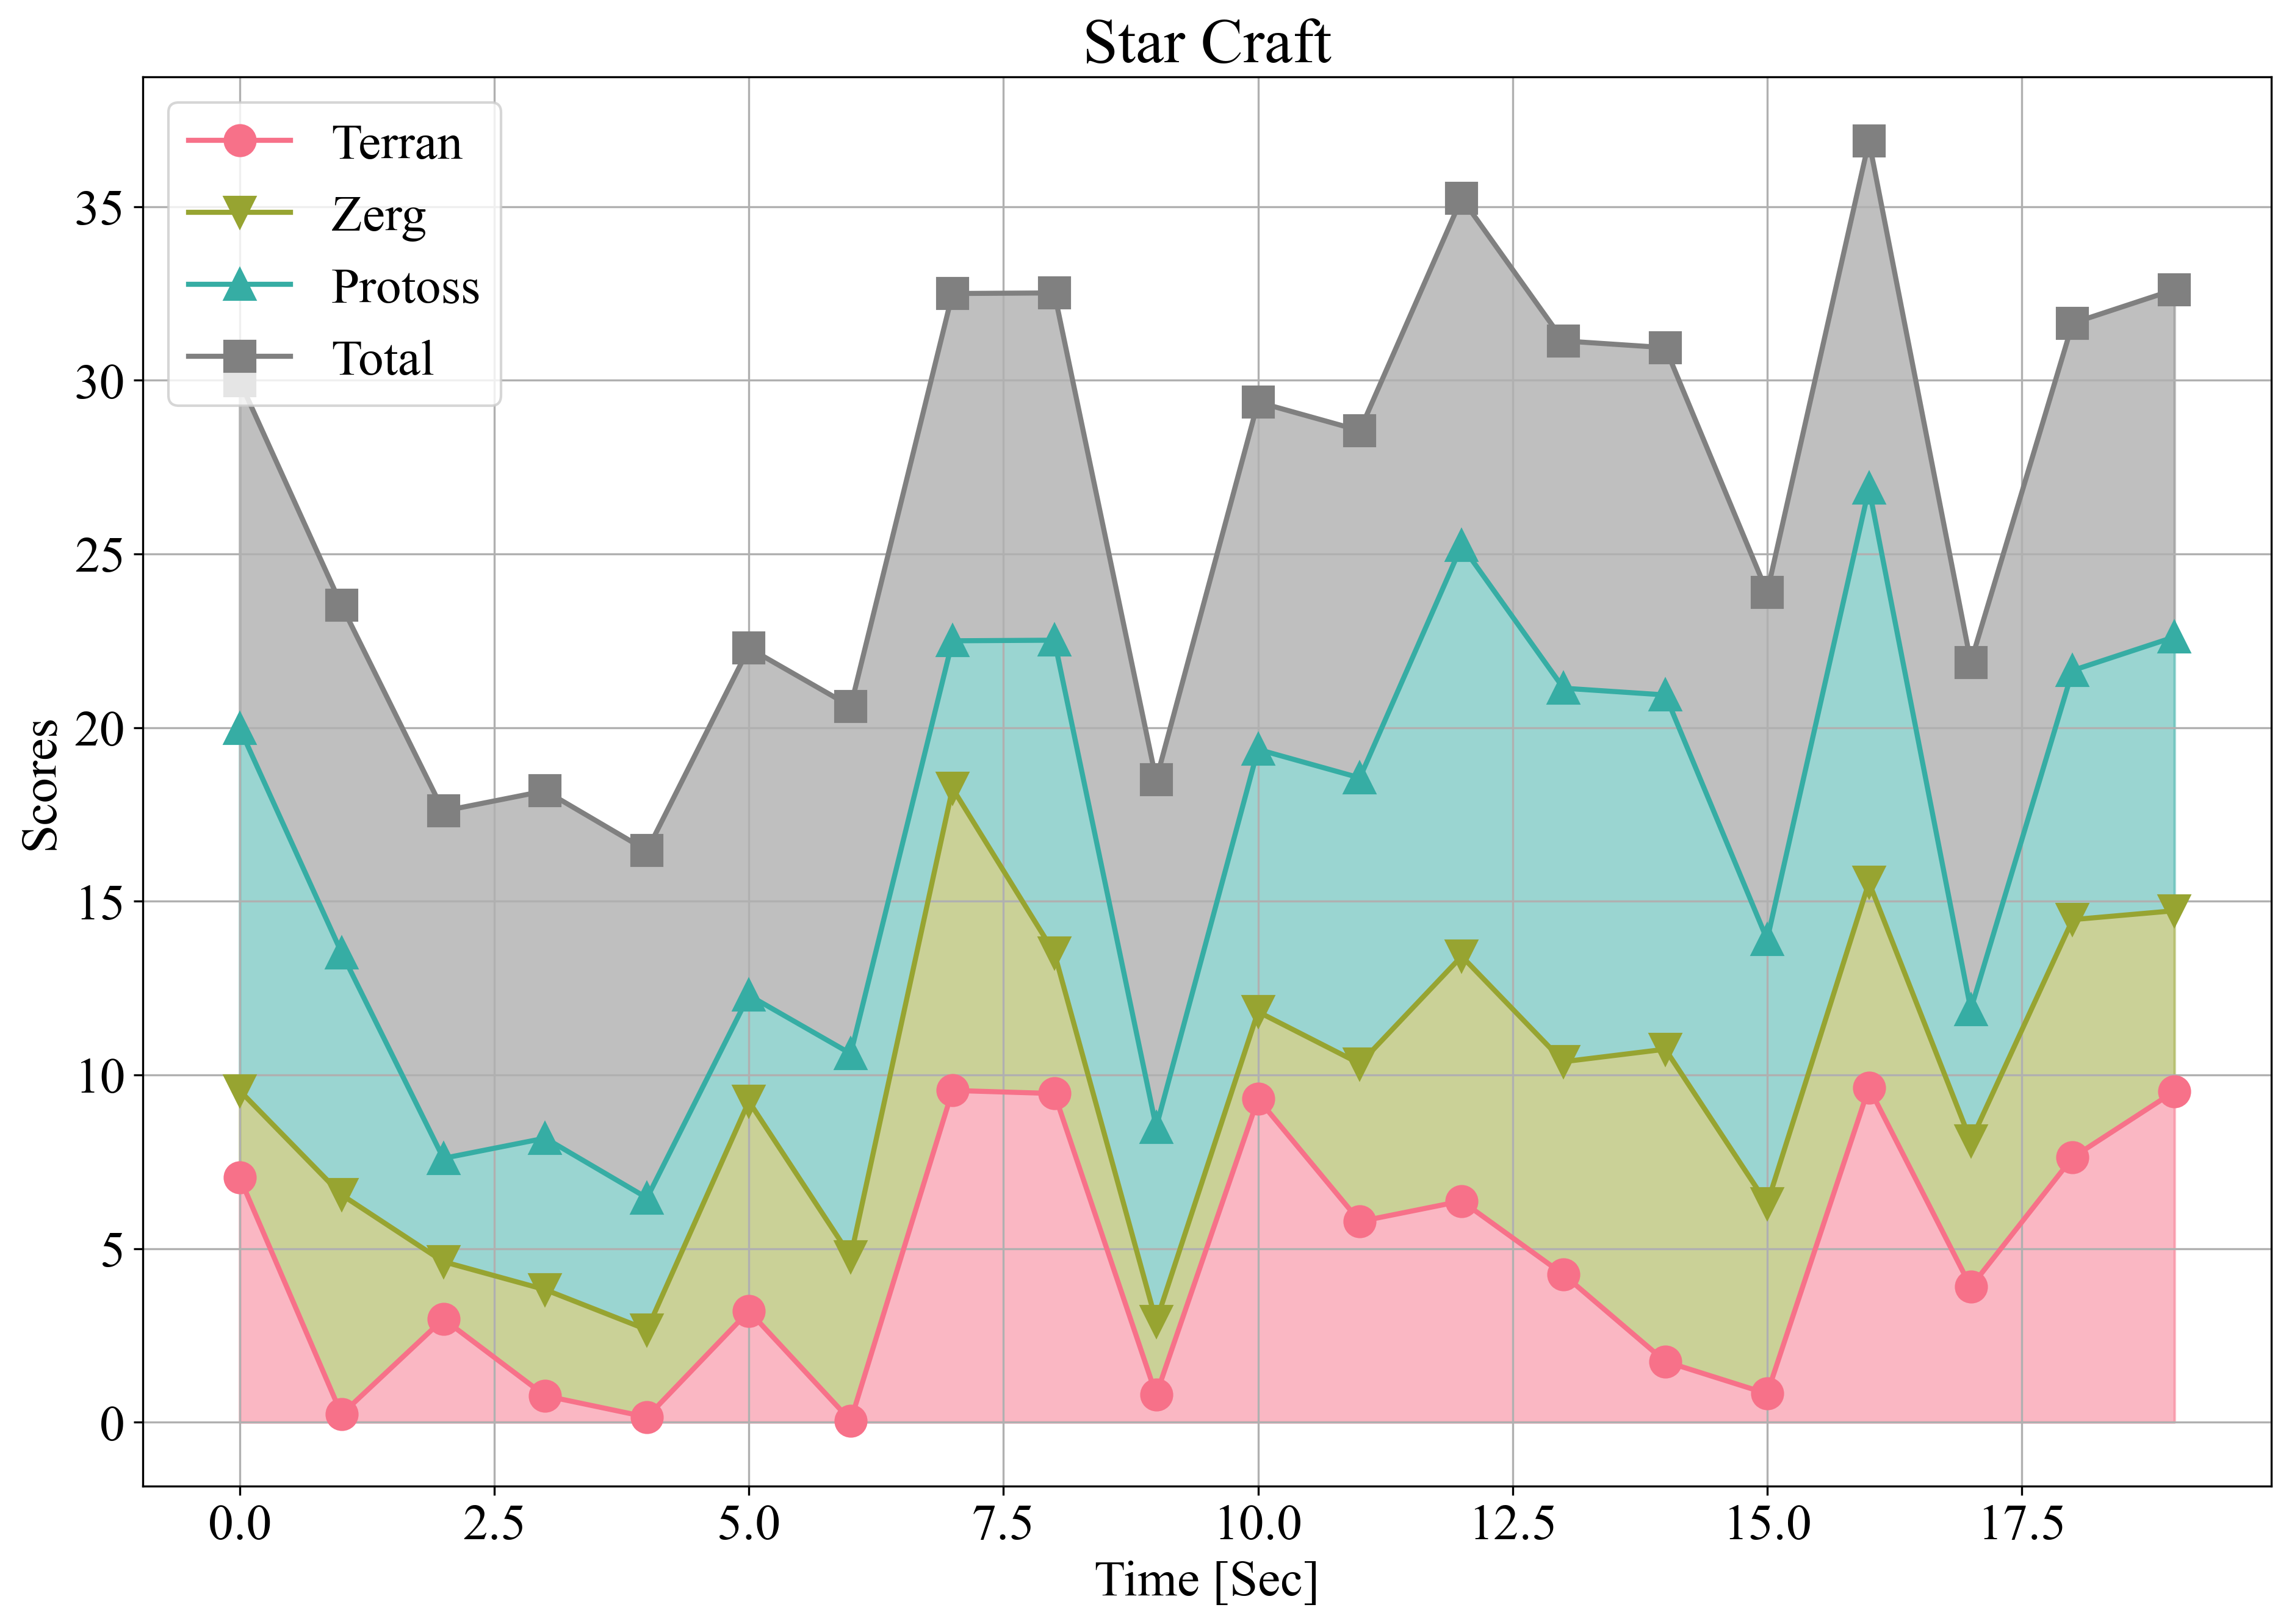 Star Craft
Terran
Zerg
Protoss
Total
35
30
25
20
15
10
5
0
Scores
0.0 2.5 5.0 7.5 10.0 12.5 15.0 17.5
Time [Sec]